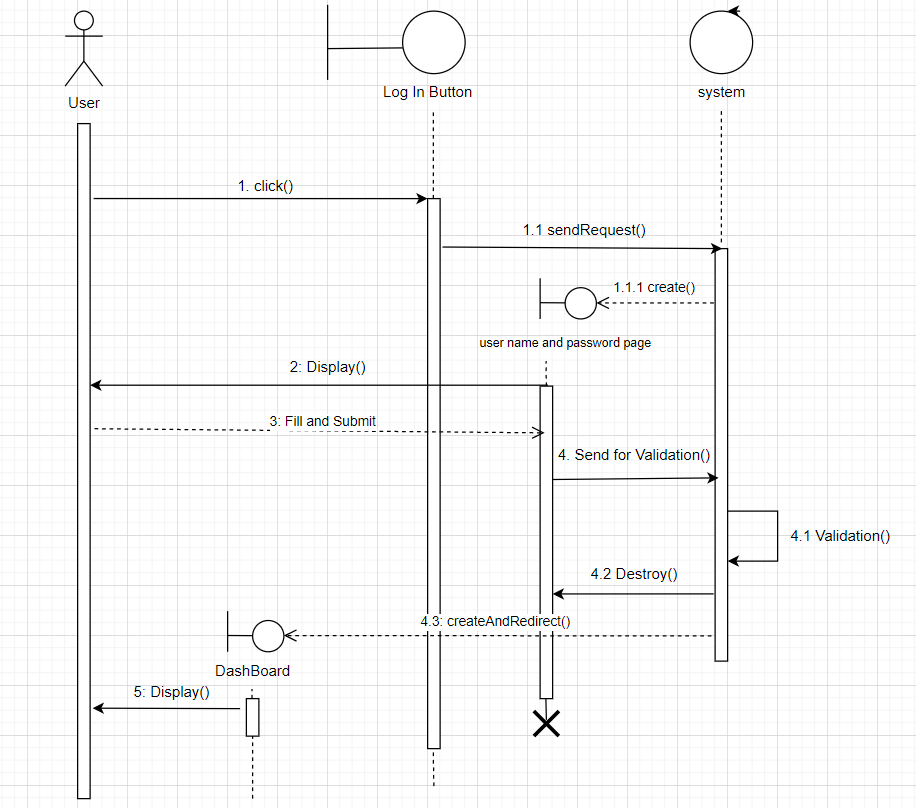 User
Log In Button
system
1. click()
1.1 sendRequest()
1.1.1 create()
user name and password page
2: Display()
3: Fill and Submit
4. Send for Validation()
4.1 Validation()
4.2 Destroy()
4.3: createAndRedirect()
DashBoard
5: Display()